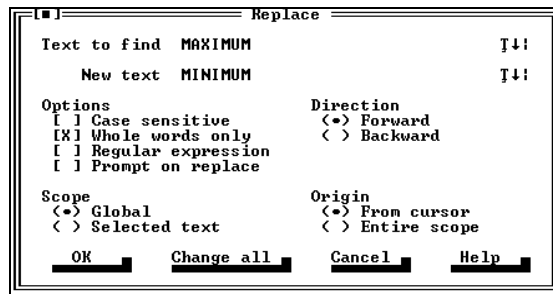 [■] Replace
Text to find MAXIMUM
New text MINIMUM
Options Direction
[ ] Case sensitive (•) Forward
[X] Whole words only ( ) Backward
[ ] Regular expression
[ ] Prompt on replace
Scope Origin
(•) Global (•) From cursor
( ) Selected text ( ) Entire scope
OK Change all Cancel Help